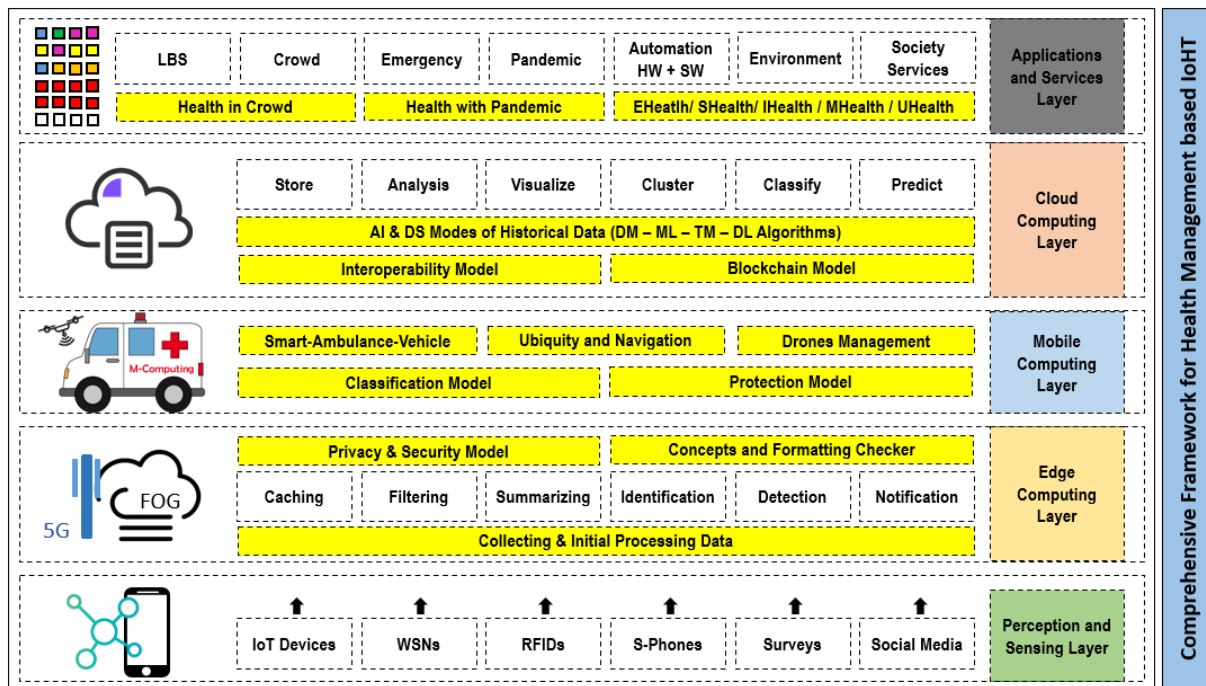 LBS
Crowd
Emergency
Pandemic
Automation
HW + SW
Environment
Society
Services
Health in Crowd
Health with Pandemic
EHeatlh/ SHealth/ IHealth / MHealth / UHealth
Applications
and Services
Layer
Store
Analysis
Visualize
Cluster
Classify
Predict
AI & DS Modes of Historical Data (DM – ML – TM – DL Algorithms)
Interoperability Model
Blockchain Model
Cloud
Computing
Layer
M-Computing
Smart-Ambulance-Vehicle
Ubiquity and Navigation
Drones Management
Classification Model
Protection Model
Mobile
Computing
Layer
5G
FOG
Privacy & Security Model
Concepts and Formatting Checker
Caching
Filtering
Summarizing
Identification
Detection
Notification
Collecting & Initial Processing Data
Edge
Computing
Layer
IoT Devices
WSNs
RFIDs
S-Phones
Surveys
Social Media
Perception and
Sensing Layer
Comprehensive Framework for Health Management based IoHT